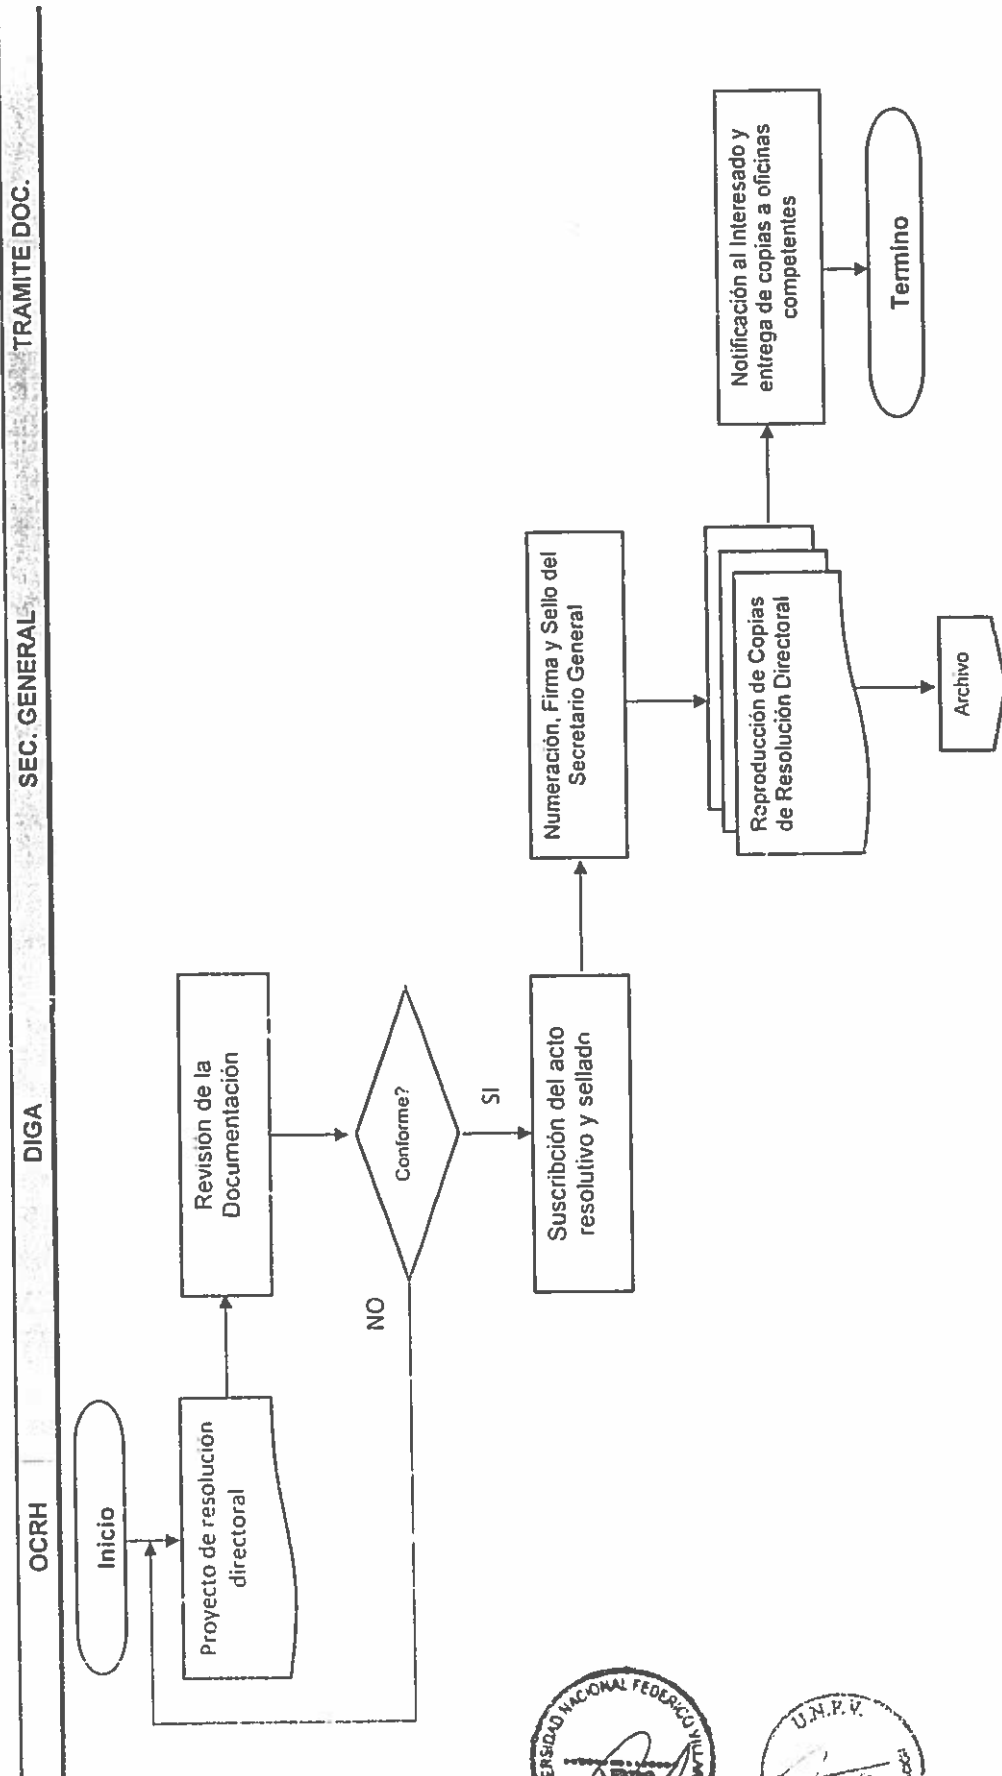 OCRH DIGA SEC. GENERAL TRAMITE DOC.
Inicio
Proyecto de resolución
directoral
Revisión de la
Documentación
Conforme?
NO
SI
Suscribción del acto
resolutivo y sellado
Numeración, Firma y Sello del
Secretario General
Reproducción de Copias
de Resolución Directoral
Archivo
Notificación al Interesado y
entrega de copias a oficinas
competentes
Termino
NACIONAL FEDERICO
U.N.F.V.